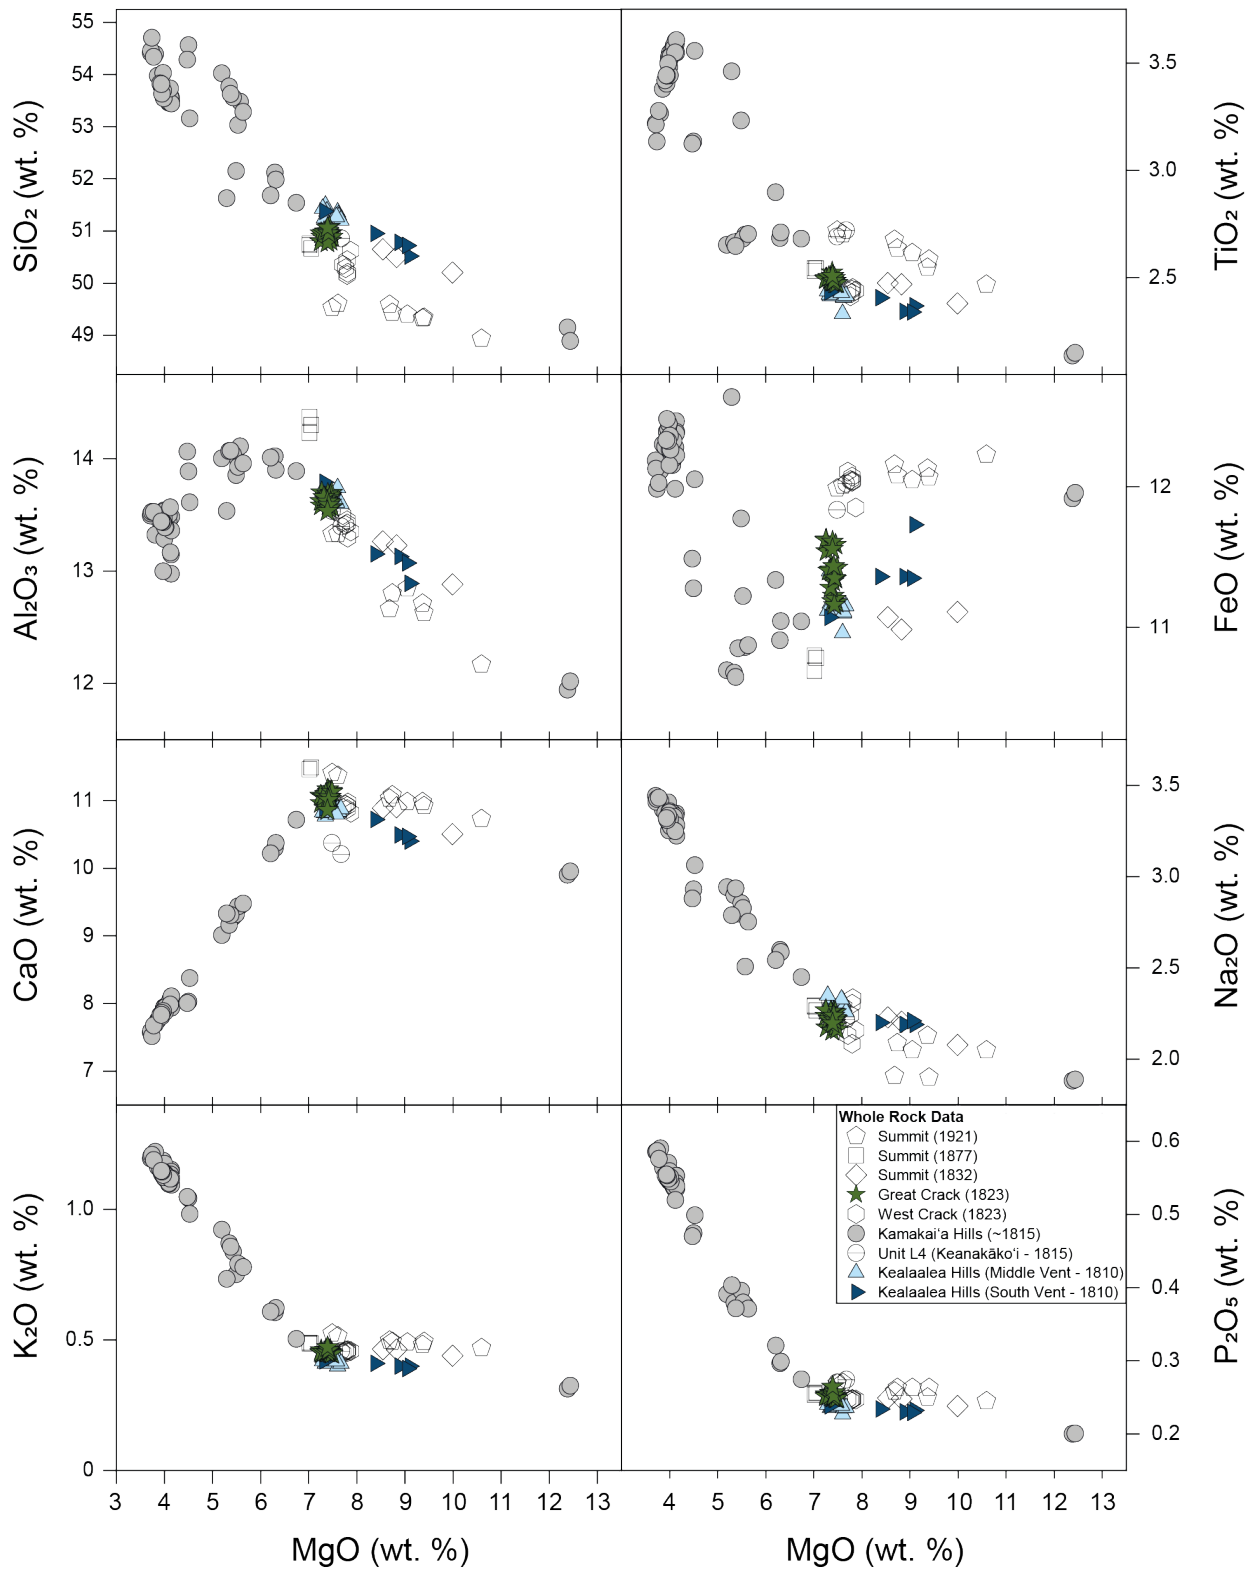 55
54
53
52
51
50
49
SiO₂ (wt. %)
3.5
3.0
2.5
TiO₂ (wt. %)
14
13
12
Al₂O₃ (wt. %)
12
11
FeO (wt. %)
11
10
9
8
7
CaO (wt. %)
3.5
3.0
2.5
2.0
Na₂O (wt. %)
1.0
0.5
0
K₂O (wt. %)
0.6
0.5
0.4
0.3
0.2
P₂O₅ (wt. %)
Whole Rock Data
Summit (1921)
Summit (1877)
Summit (1832)
Great Crack (1823)
West Crack (1823)
Kamakaiʻa Hills (~1815)
Unit L4 (Keanakākoʻi - 1815)
Kealaalea Hills (Middle Vent - 1810)
Kealaalea Hills (South Vent - 1810)
3 4 5 6 7 8 9 10 11 12 13
4 5 6 7 8 9 10 11 12 13
MgO (wt. %)
MgO (wt. %)